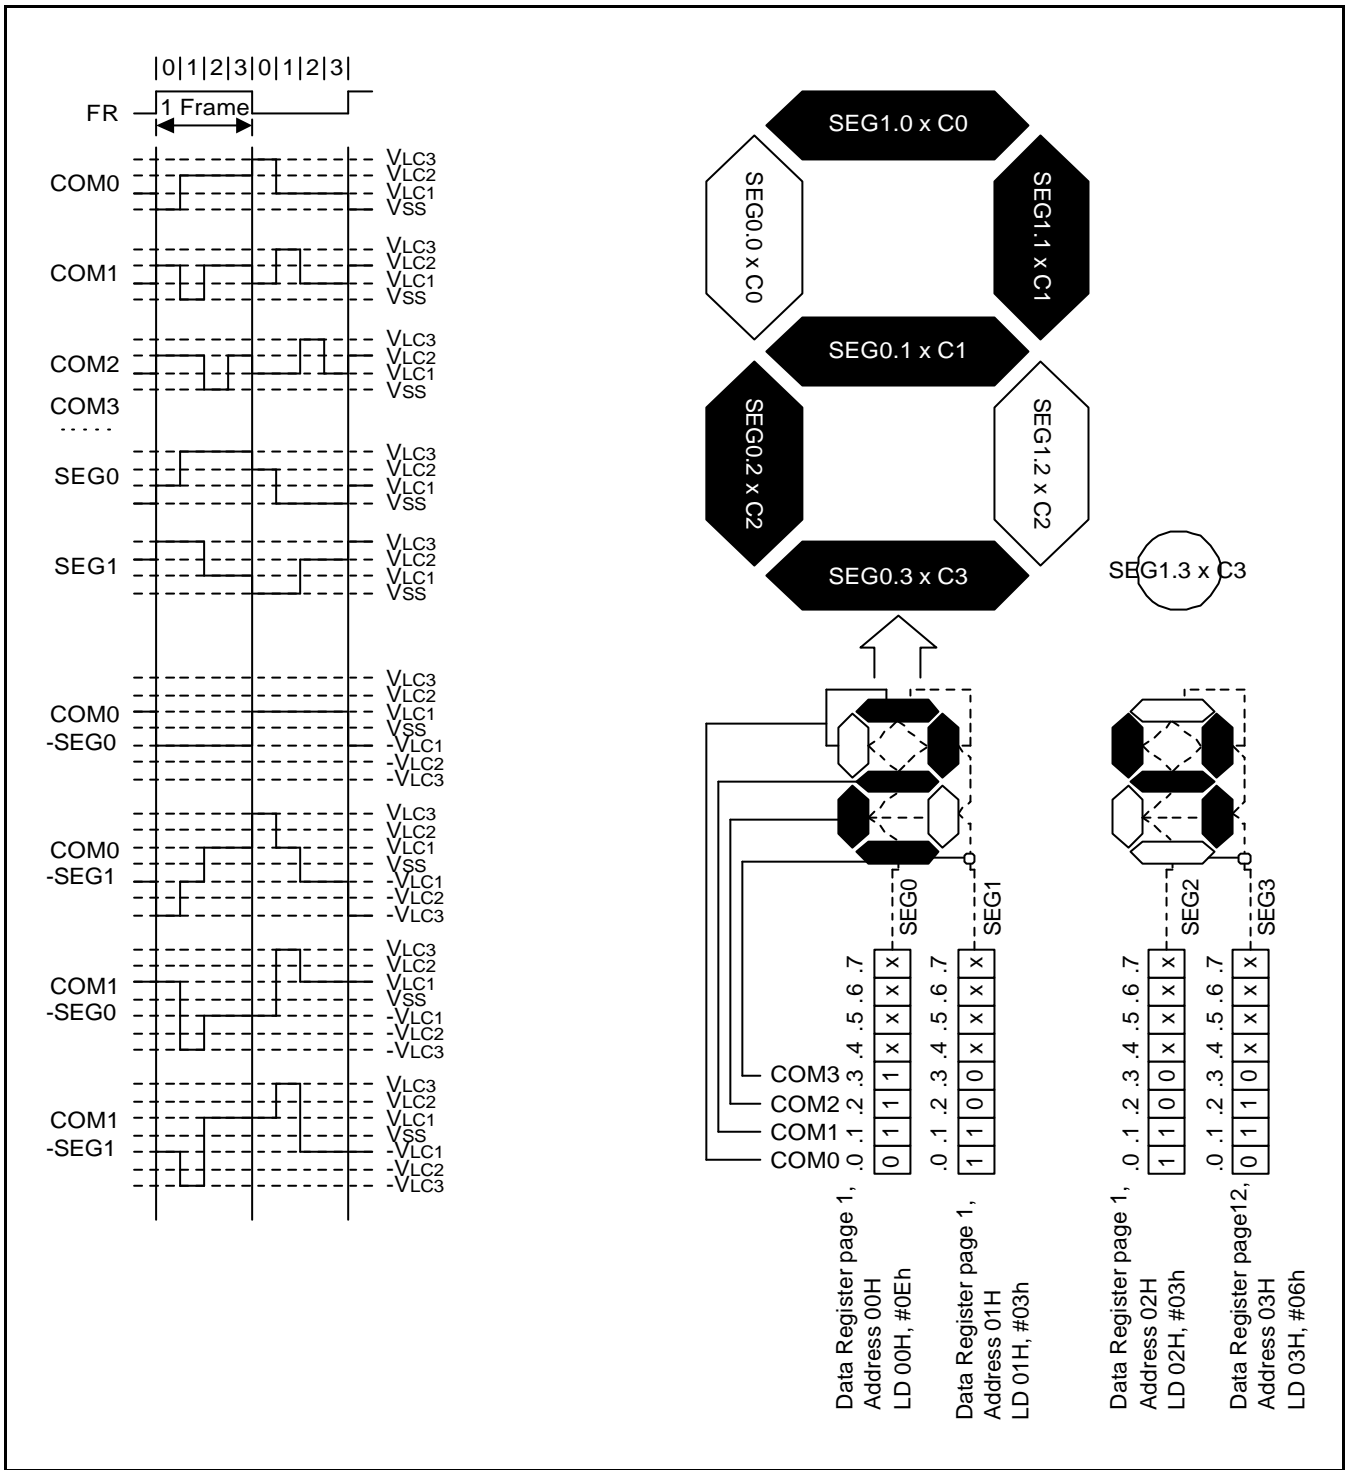 |0|1|2|3|0|1|2|3|
FR
1 Frame
COM0
VLC3
VLC2
VLC1
VSS
COM1
VLC3
VLC2
VLC1
VSS
COM2
VLC3
VLC2
VLC1
VSS
COM3
.....
SEG0
VLC3
VLC2
VLC1
VSS
SEG1
VLC3
VLC2
VLC1
VSS
COM0
-SEG0
VLC3
VLC2
VLC1
VSS
-VLC1
-VLC2
-VLC3
COM0
-SEG1
VLC3
VLC2
VLC1
VSS
-VLC1
-VLC2
-VLC3
COM1
-SEG0
VLC3
VLC2
VLC1
VSS
-VLC1
-VLC2
-VLC3
COM1
-SEG1
VLC3
VLC2
VLC1
VSS
-VLC1
-VLC2
-VLC3
SEG1.0 x C0
SEG0.0 x C0
SEG1.1 x C1
SEG0.1 x C1
SEG0.2 x C2
SEG1.2 x C2
SEG0.3 x C3
SEG1.3 x C3
SEG0
SEG1
SEG2
SEG3
COM3
COM2
COM1
COM0
.0 .1 .2 .3 .4 .5 .6 .7
0 1 1 1 x x x x
.0 .1 .2 .3 .4 .5 .6 .7
1 1 0 0 x x x x
.0 .1 .2 .3 .4 .5 .6 .7
1 1 0 0 x x x x
.0 .1 .2 .3 .4 .5 .6 .7
0 1 1 0 x x x x
Data Register page 1,
Address 00H
LD 00H, #0Eh
Data Register page 1,
Address 01H
LD 01H, #03h
Data Register page 1,
Address 02H
LD 02H, #03h
Data Register page12,
Address 03H
LD 03H, #06h